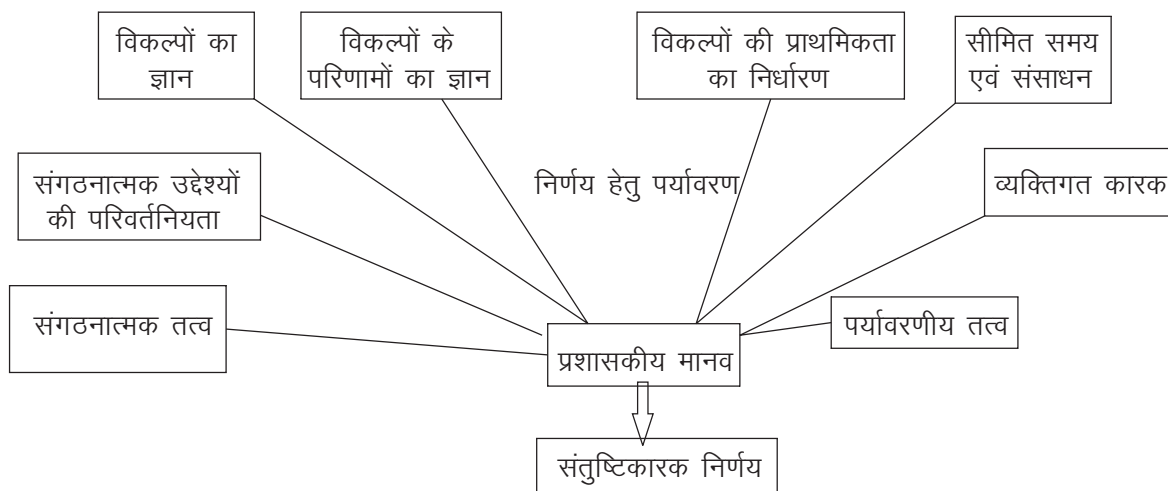 विकल्पों का
ज्ञान
विकल्पों के
परिणामों का ज्ञान
विकल्पों की प्राथमिकता
का निर्धारण
सीमित समय
एवं संसाधन
संगठनात्मक उद्देश्यों
की परिवर्तनियता
निर्णय हेतु पर्यावरण
व्यक्तिगत कारक
संगठनात्मक तत्व
पर्यावरणीय तत्व
प्रशासकीय मानव
संतुष्टिकारक निर्णय